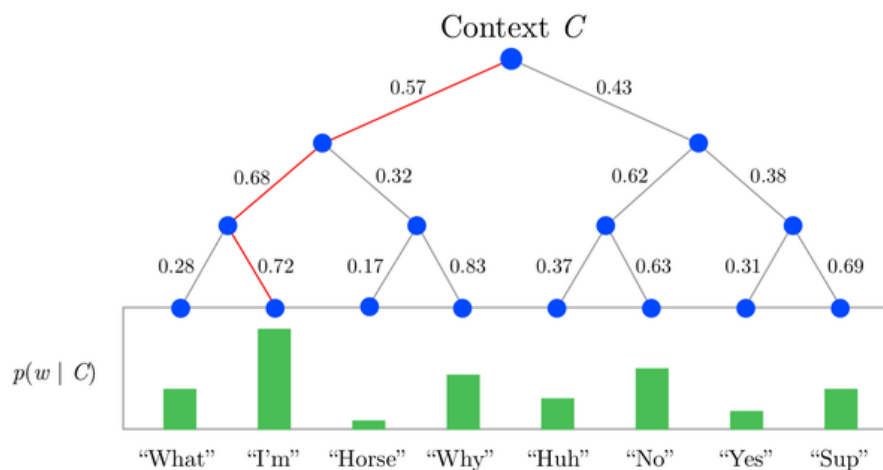 Context C
0.57 0.43
0.68 0.32 0.62 0.38
0.28 0.72 0.17 0.83 0.37 0.63 0.31 0.69
p(w | C)
“What” “I'm” “Horse” “Why” “Huh” “No” “Yes” “Sup”